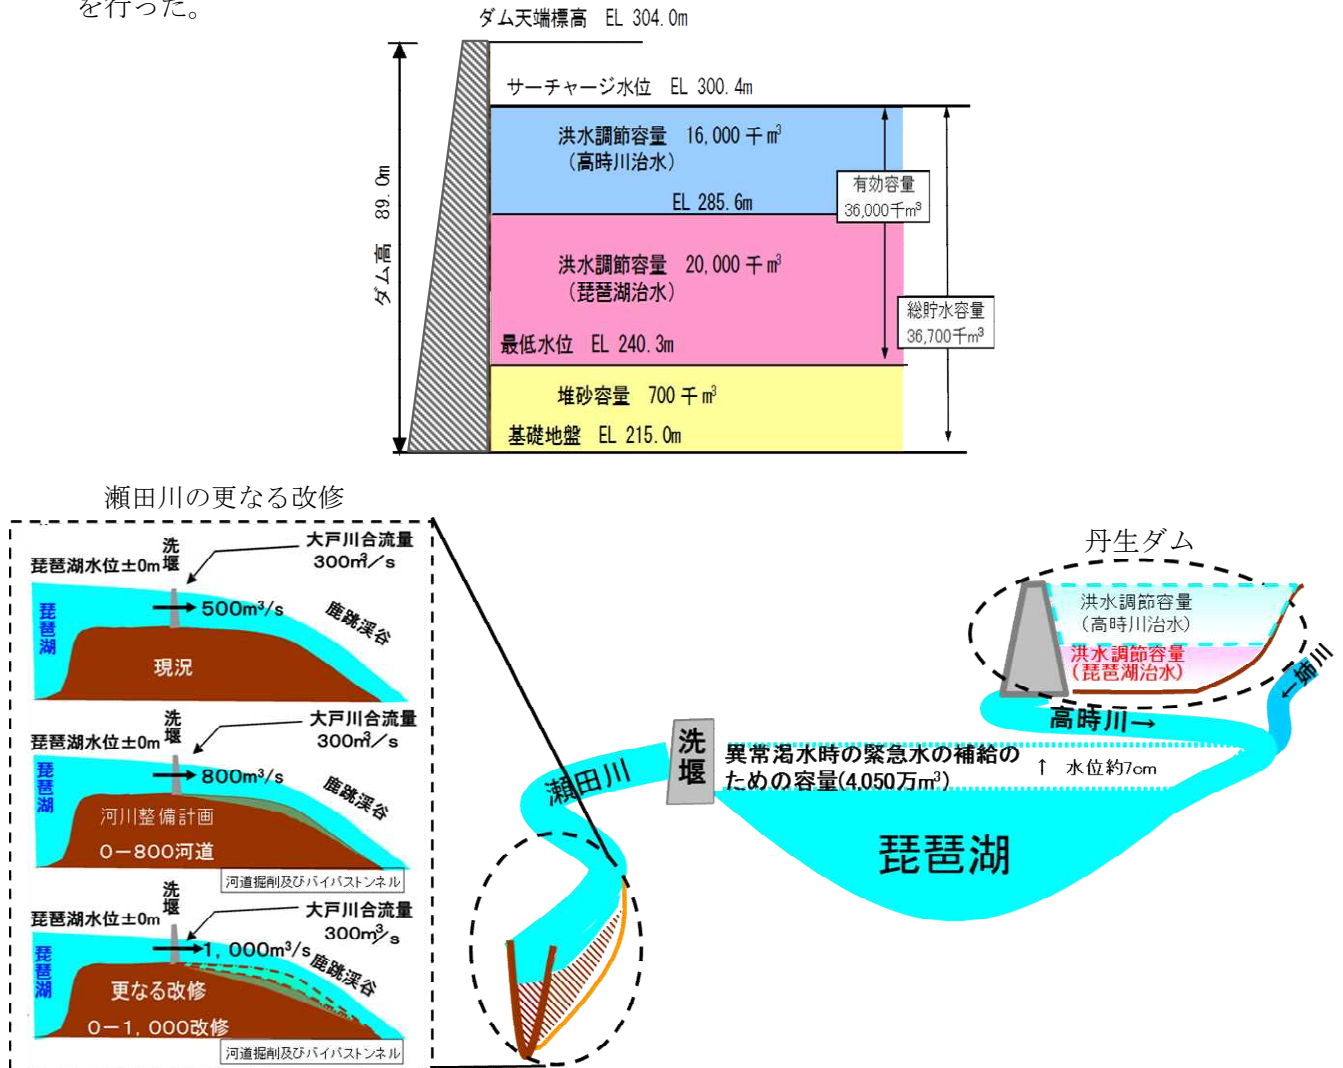 を行った。
ダム天端標高 EL 304.0m
サーチャージ水位 EL 300.4m
洪水調節容量 16,000千㎥
（高時川治水）
EL 285.6m
有効容量
36,000千m³
ダム高 89.0m
洪水調節容量 20,000千㎥
（琵琶湖治水）
総貯水容量
36,700千m³
最低水位 EL 240.3m
堆砂容量 700千㎥
基礎地盤 EL 215.0m
瀬田川の更なる改修
琵琶湖水位±0m
洗堰
大戸川合流量
300m³/s
500m³/s
鹿跳渓谷
琵琶湖
現況
琵琶湖水位±0m
洗堰
大戸川合流量
300m³/s
800m³/s
鹿跳渓谷
琵琶湖
河川整備計画
0－800河道
河道掘削及びバイパストンネル
琵琶湖水位±0m
洗堰
大戸川合流量
300m³/s
1,000m³/s
鹿跳渓谷
琵琶湖
更なる改修
0－1,000改修
河道掘削及びバイパストンネル
丹生ダム
洪水調節容量
（高時川治水）
洪水調節容量
（琵琶湖治水）
←姉川
高時川→
瀬田川
洗堰
異常渇水時の緊急水の補給の
ための容量(4,050万m³)
↑ 水位約7cm
琵琶湖